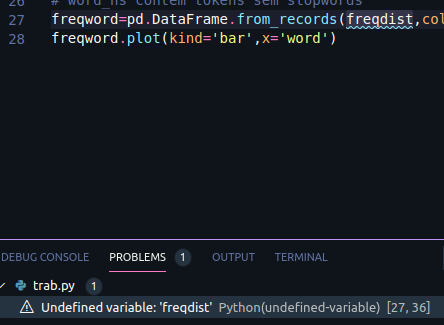 26 # word_ns contem tokens sem stopwords
27 freqword=pd.DataFrame.from_records(freqdist,col
28 freqword.plot(kind='bar',x='word')
DEBUG CONSOLE PROBLEMS 1 OUTPUT TERMINAL
trab.py 1
Undefined variable: 'freqdist' Python(undefined-variable) [27, 36]